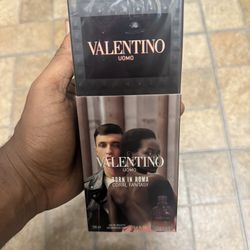 VALENTINO
UOMO
VALENTINO
UOMO
BORN IN ROMA
CORAL FANTASY